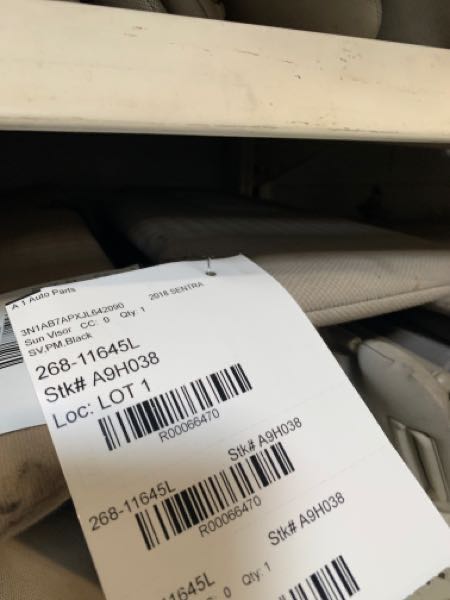 A 1 Auto Parts
3N1AB7APXJL642090 2018 SENTRA
Sun Visor CC: 0 Qty: 1
SV,PM,Black
268-11645L
Stk# A9H038
Loc: LOT 1
R00066470
268-11645L Stk# A9H038
R00066470
11645L Stk# A9H038
: 0 Qty: 1